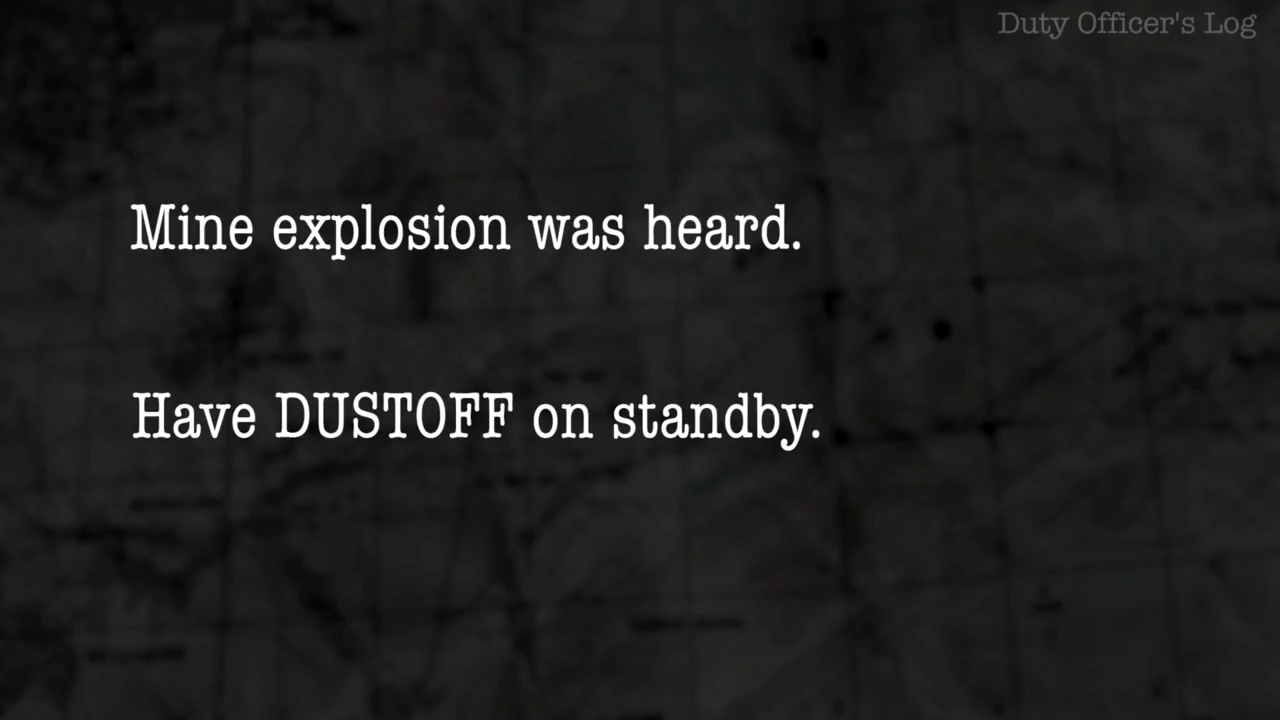 Duty Officer's Log
Mine explosion was heard.
Have DUSTOFF on standby.